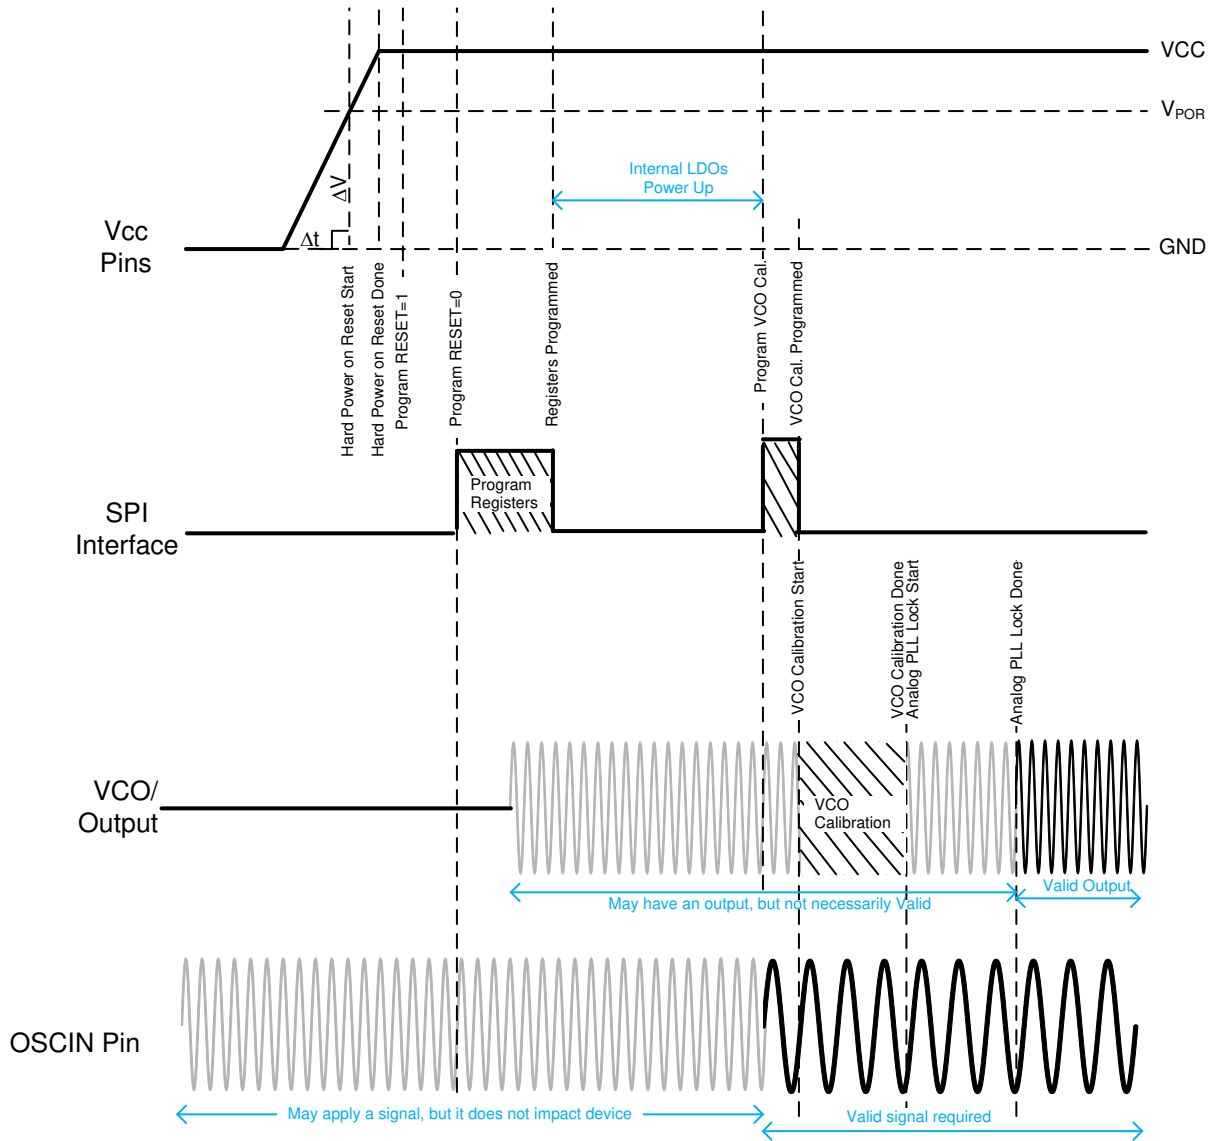 VCC
VPOR
Internal LDOs
Power Up
ΔV
Δt
Vcc
Pins
GND
Hard Power on Reset Start
Hard Power on Reset Done
Program RESET=1
Program RESET=0
Registers Programmed
Program VCO Cal.
VCO Cal. Programmed
Program
Registers
SPI
Interface
VCO Calibration Start
VCO Calibration Done
Analog PLL Lock Start
Analog PLL Lock Done
VCO/
Output
VCO
Calibration
May have an output, but not necessarily Valid
Valid Output
OSCIN Pin
May apply a signal, but it does not impact device
Valid signal required